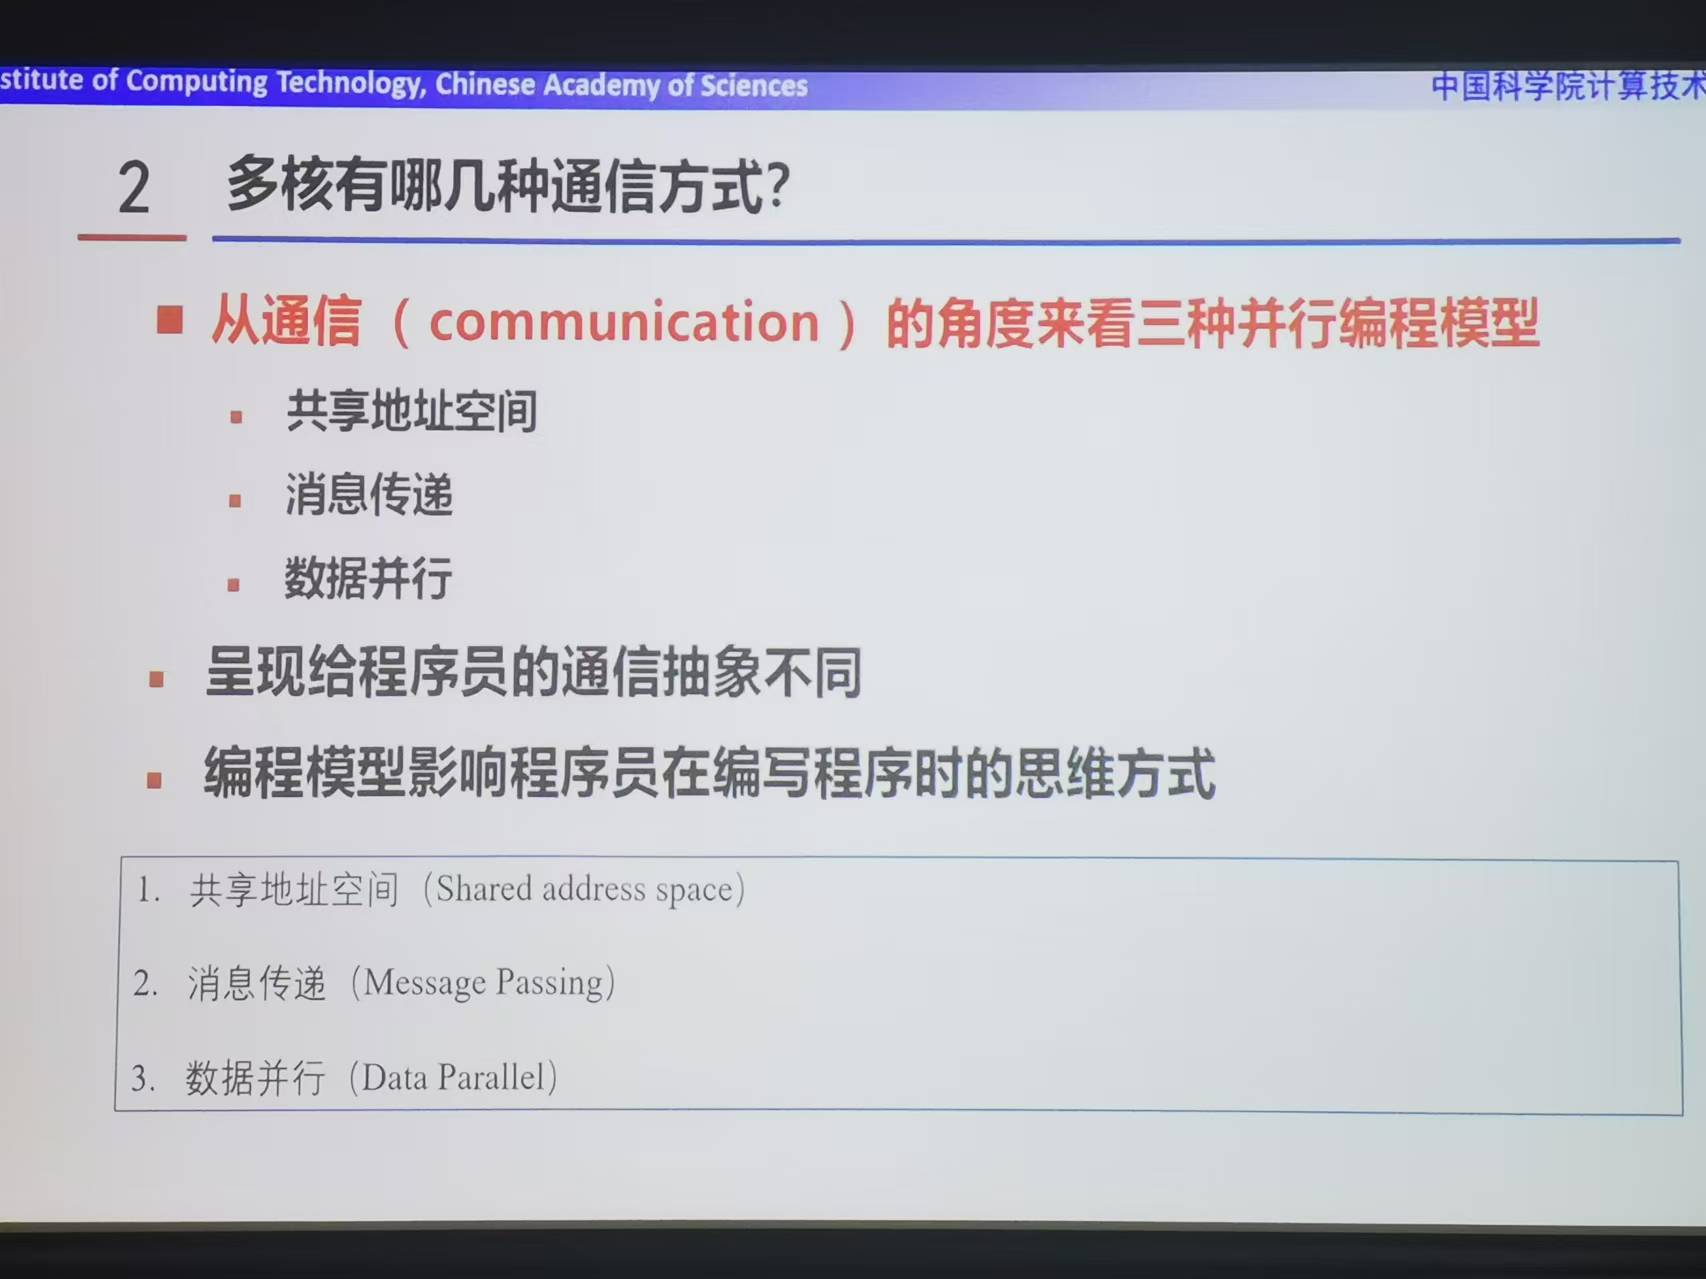 stitute of Computing Technology, Chinese Academy of Sciences
中国科学院计算技术
2 多核有哪几种通信方式?
从通信（communication）的角度来看三种并行编程模型
共享地址空间
消息传递
数据并行
呈现给程序员的通信抽象不同
编程模型影响程序员在编写程序时的思维方式
1. 共享地址空间（Shared address space）
2. 消息传递（Message Passing）
3. 数据并行（Data Parallel）